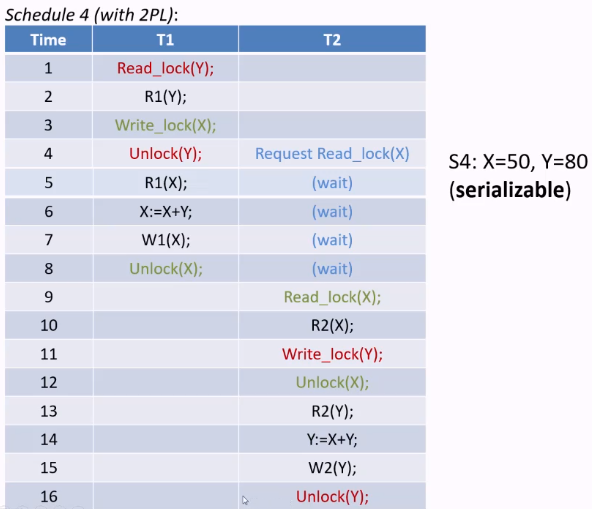 Schedule 4 (with 2PL):
Time T1 T2
1 Read_lock(Y);
2 R1(Y);
3 Write_lock(X);
4 Unlock(Y); Request Read_lock(X)
5 R1(X); (wait)
6 X:=X+Y; (wait)
7 W1(X); (wait)
8 Unlock(X); (wait)
9 Read_lock(X);
10 R2(X);
11 Write_lock(Y);
12 Unlock(X);
13 R2(Y);
14 Y:=X+Y;
15 W2(Y);
16 Unlock(Y);
S4: X=50, Y=80
(serializable)